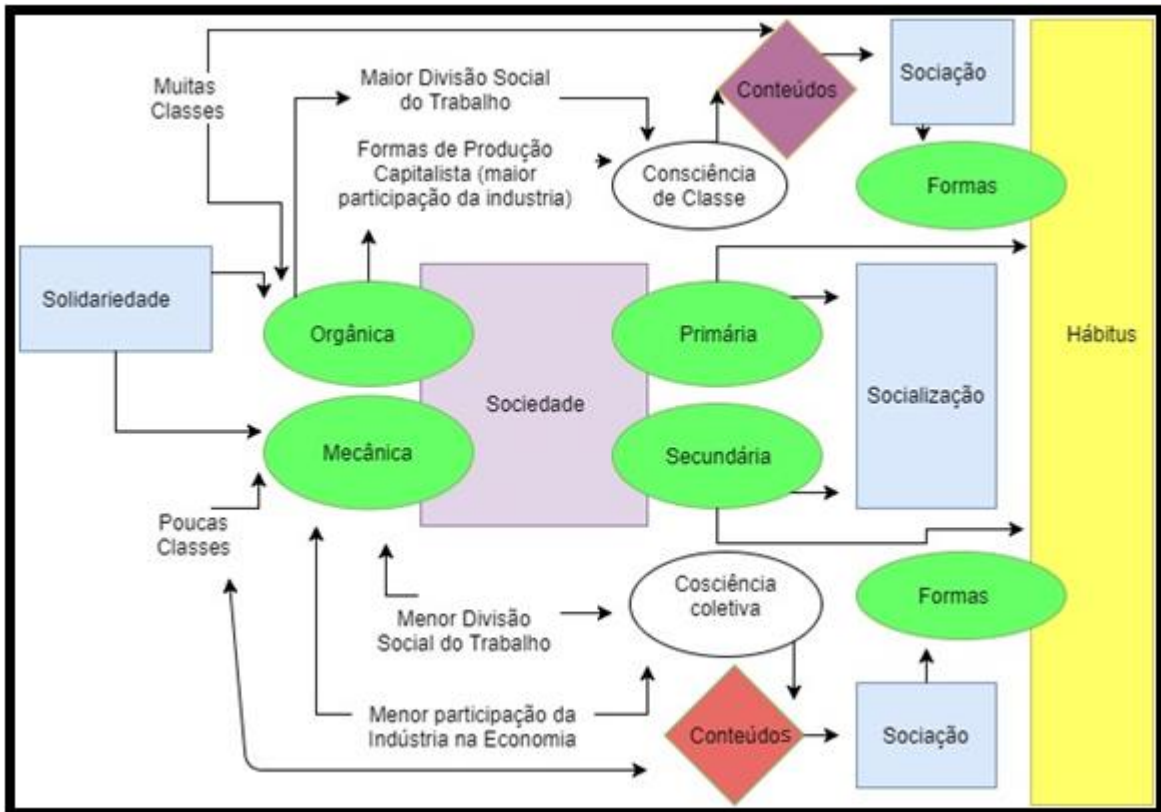 Muitas
Classes
Maior Divisão Social
do Trabalho
Formas de Produção
Capitalista (maior
participação da industria)
Consciência
de Classe
Conteúdos
Sociação
Formas
Solidariedade
Orgânica
Mecânica
Sociedade
Primária
Secundária
Socialização
Hábitus
Poucas
Classes
Menor Divisão
Social do Trabalho
Menor participação da
Indústria na Economia
Cosciência
coletiva
Conteúdos
Sociação
Formas